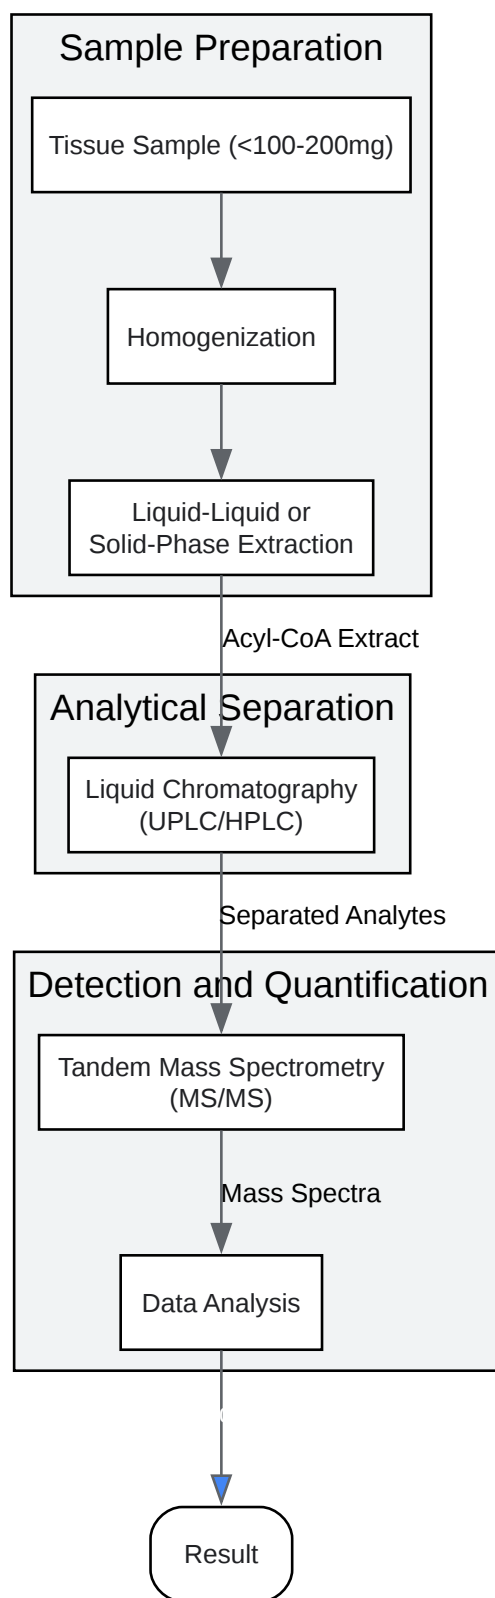 Sample Preparation
Tissue Sample (<100-200mg)
Homogenization
Liquid-Liquid or
Solid-Phase Extraction
Acyl-CoA Extract
Analytical Separation
Liquid Chromatography
(UPLC/HPLC)
Separated Analytes
Detection and Quantification
Tandem Mass Spectrometry
(MS/MS)
Mass Spectra
Data Analysis
Result